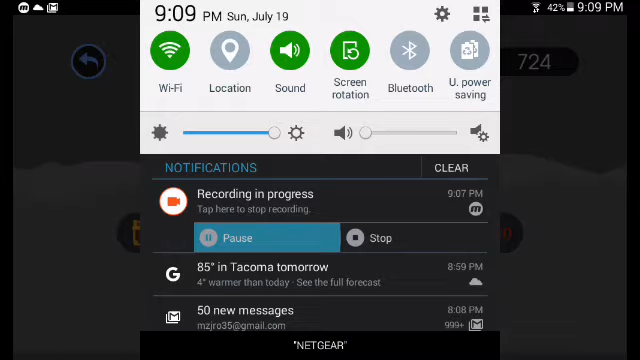 42% 9:09 PM
9:09 PM Sun, July 19
724
Wi-Fi
Location
Sound
Screen rotation
Bluetooth
U. power saving
NOTIFICATIONS
CLEAR
Recording in progress
9:07 PM
Tap here to stop recording.
Pause
Stop
85° in Tacoma tomorrow
8:59 PM
4° warmer than today · See the full forecast
50 new messages
8:08 PM
mzjro35@gmail.com
999+
"NETGEAR"